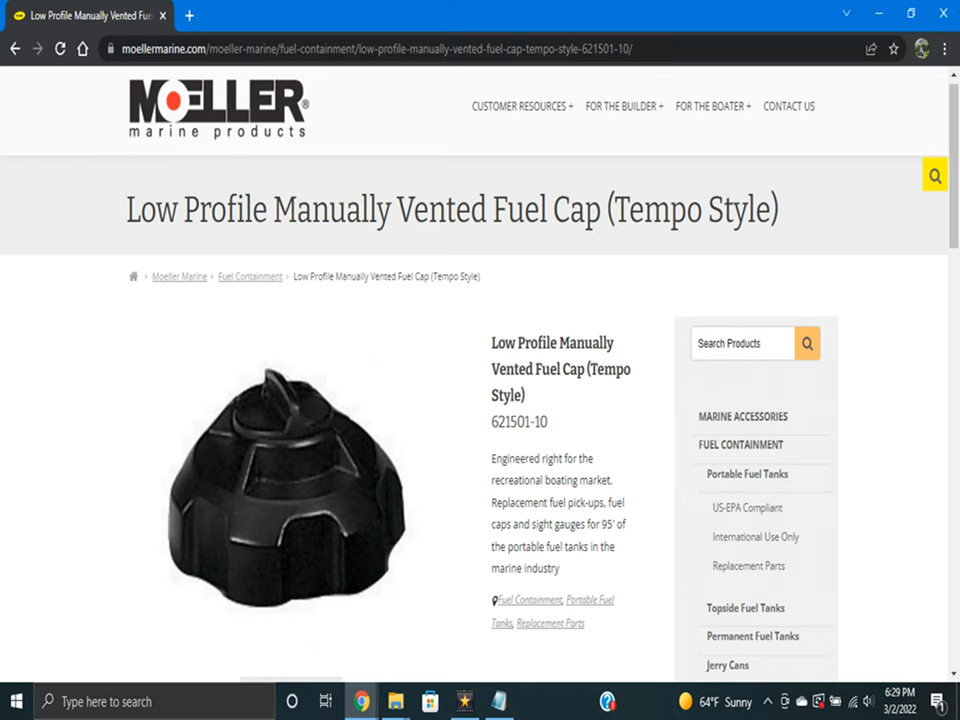 Low Profile Manually Vented Fue
moellermarine.com/moeller-marine/fuel-containment/low-profile-manually-vented-fuel-cap-tempo-style-621501-10/
MOELLER®
marine products
CUSTOMER RESOURCES + FOR THE BUILDER + FOR THE BOATER + CONTACT US
Low Profile Manually Vented Fuel Cap (Tempo Style)
Moeller Marine › Fuel Containment › Low Profile Manually Vented Fuel Cap (Tempo Style)
Low Profile Manually
Vented Fuel Cap (Tempo
Style)
621501-10
Engineered right for the
recreational boating market.
Replacement fuel pick-ups, fuel
caps and sight gauges for 95′ of
the portable fuel tanks in the
marine industry
Fuel Containment, Portable Fuel
Tanks, Replacement Parts
Search Products
MARINE ACCESSORIES
FUEL CONTAINMENT
Portable Fuel Tanks
US-EPA Compliant
International Use Only
Replacement Parts
Topside Fuel Tanks
Permanent Fuel Tanks
Jerry Cans
Type here to search
64°F Sunny
6:29 PM
3/2/2022
1